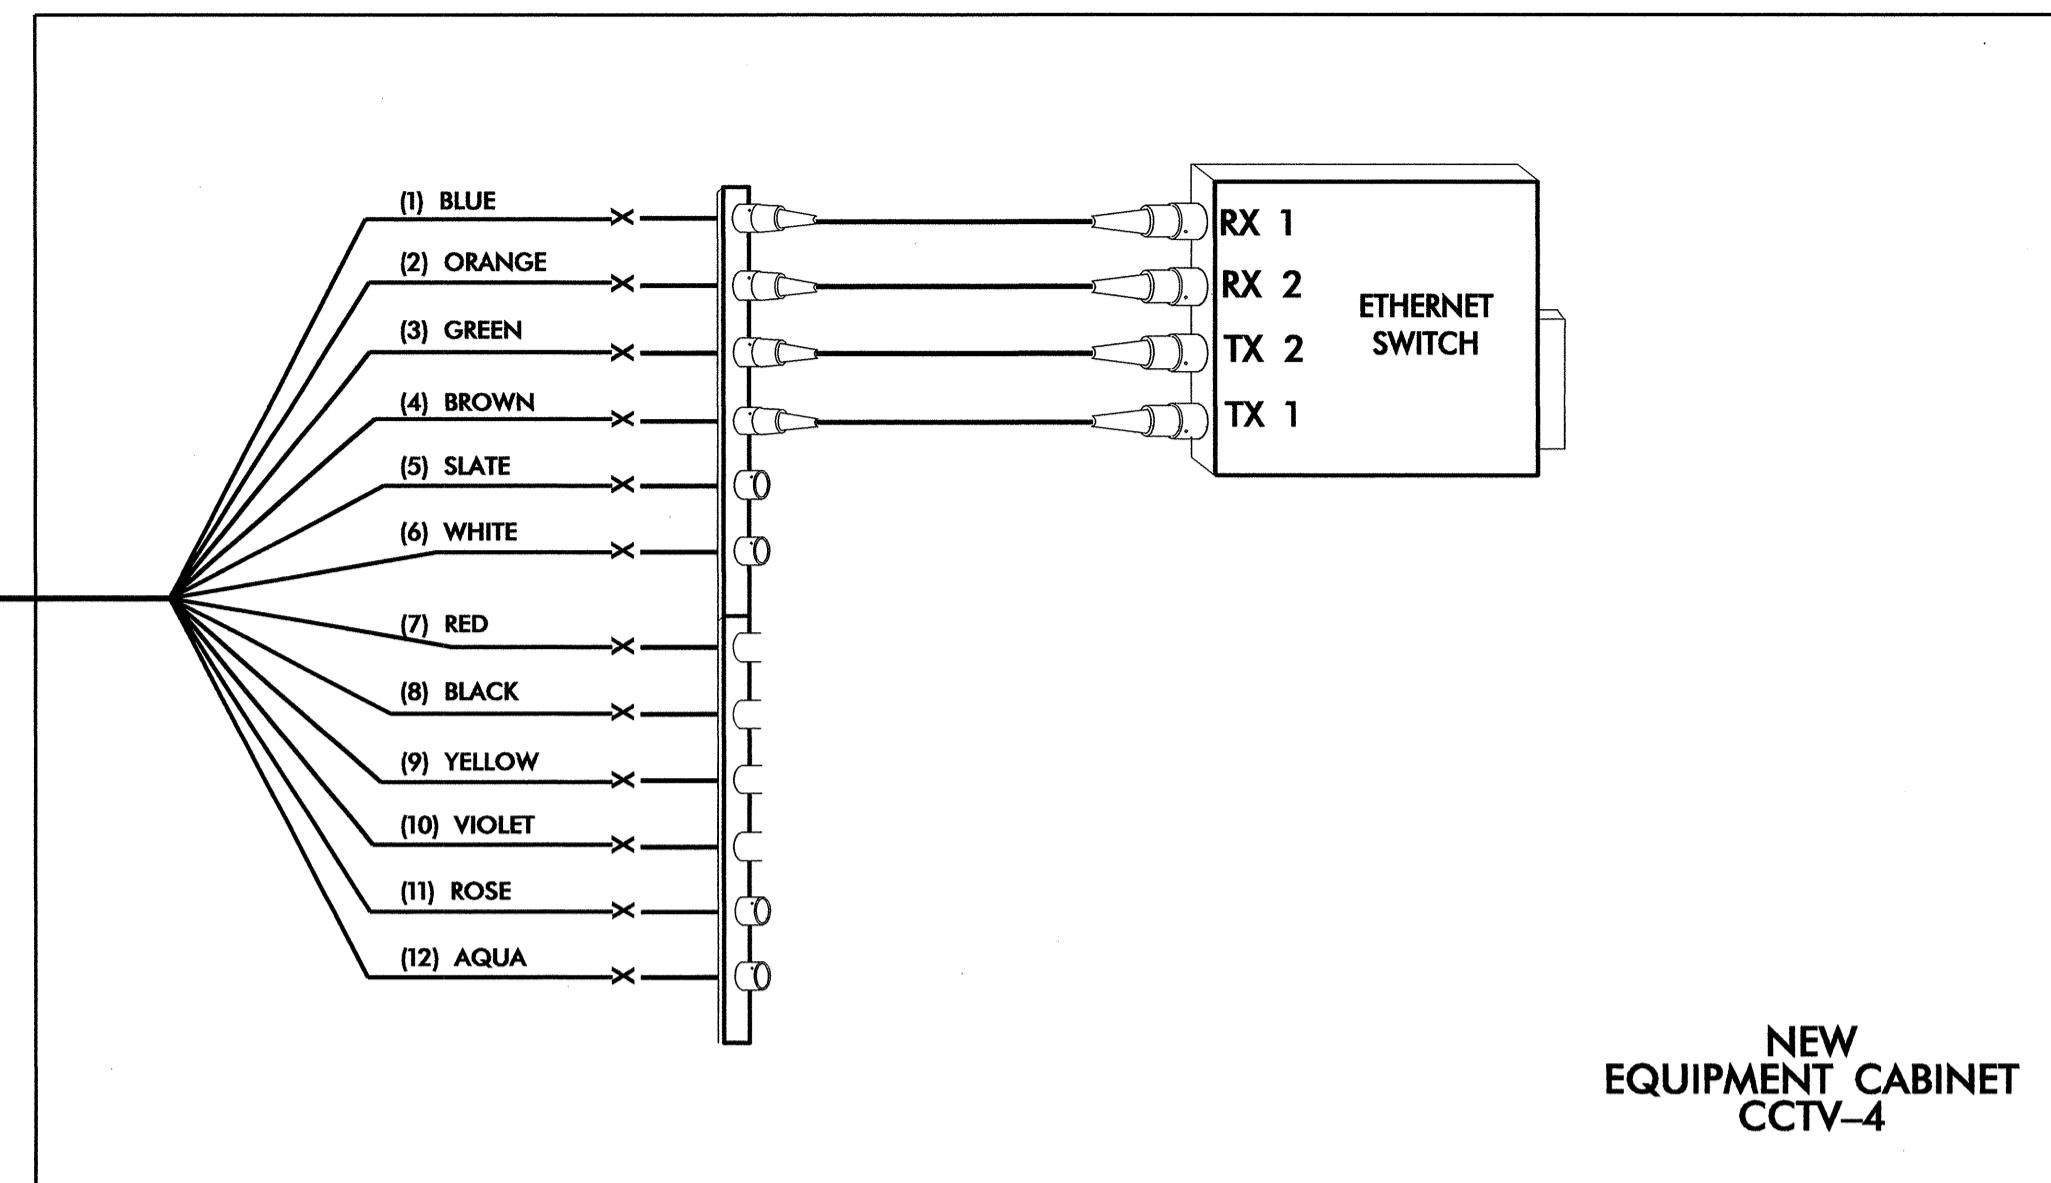 (1) BLUE
(2) ORANGE
(3) GREEN
(4) BROWN
(5) SLATE
(6) WHITE
(7) RED
(8) BLACK
(9) YELLOW
(10) VIOLET
(11) ROSE
(12) AQUA
RX 1
RX 2
TX 2
TX 1
ETHERNET
SWITCH
NEW
EQUIPMENT CABINET
CCTV–4